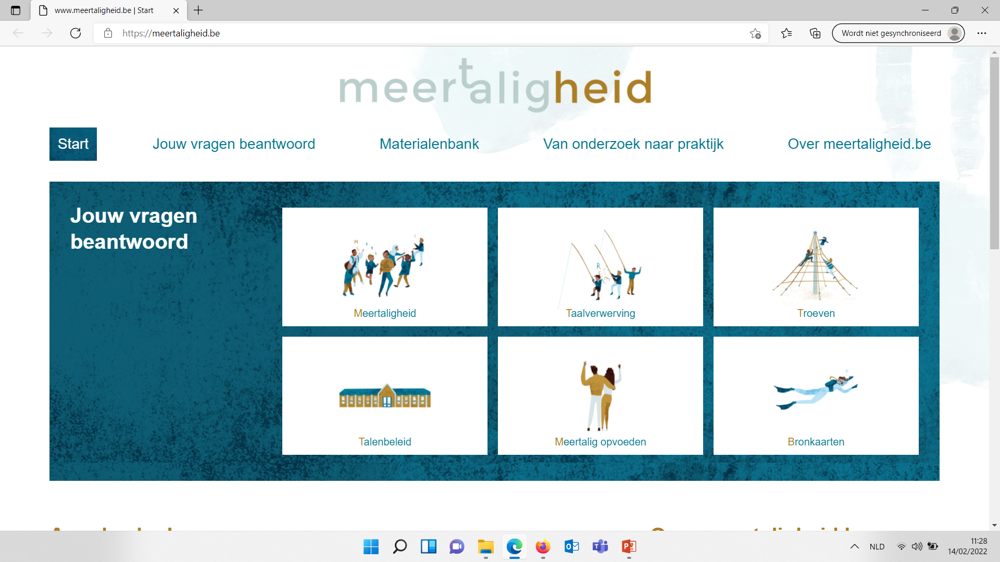 www.meertaligheid.be | Start
https://meertaligheid.be
Wordt niet gesynchroniseerd
meertaligheid
Start
Jouw vragen beantwoord
Materialenbank
Van onderzoek naar praktijk
Over meertaligheid.be
Jouw vragen
beantwoord
Meertaligheid
Taalverwerving
Troeven
Talenbeleid
Meertalig opvoeden
Bronkaarten
NLD
11:28
14/02/2022